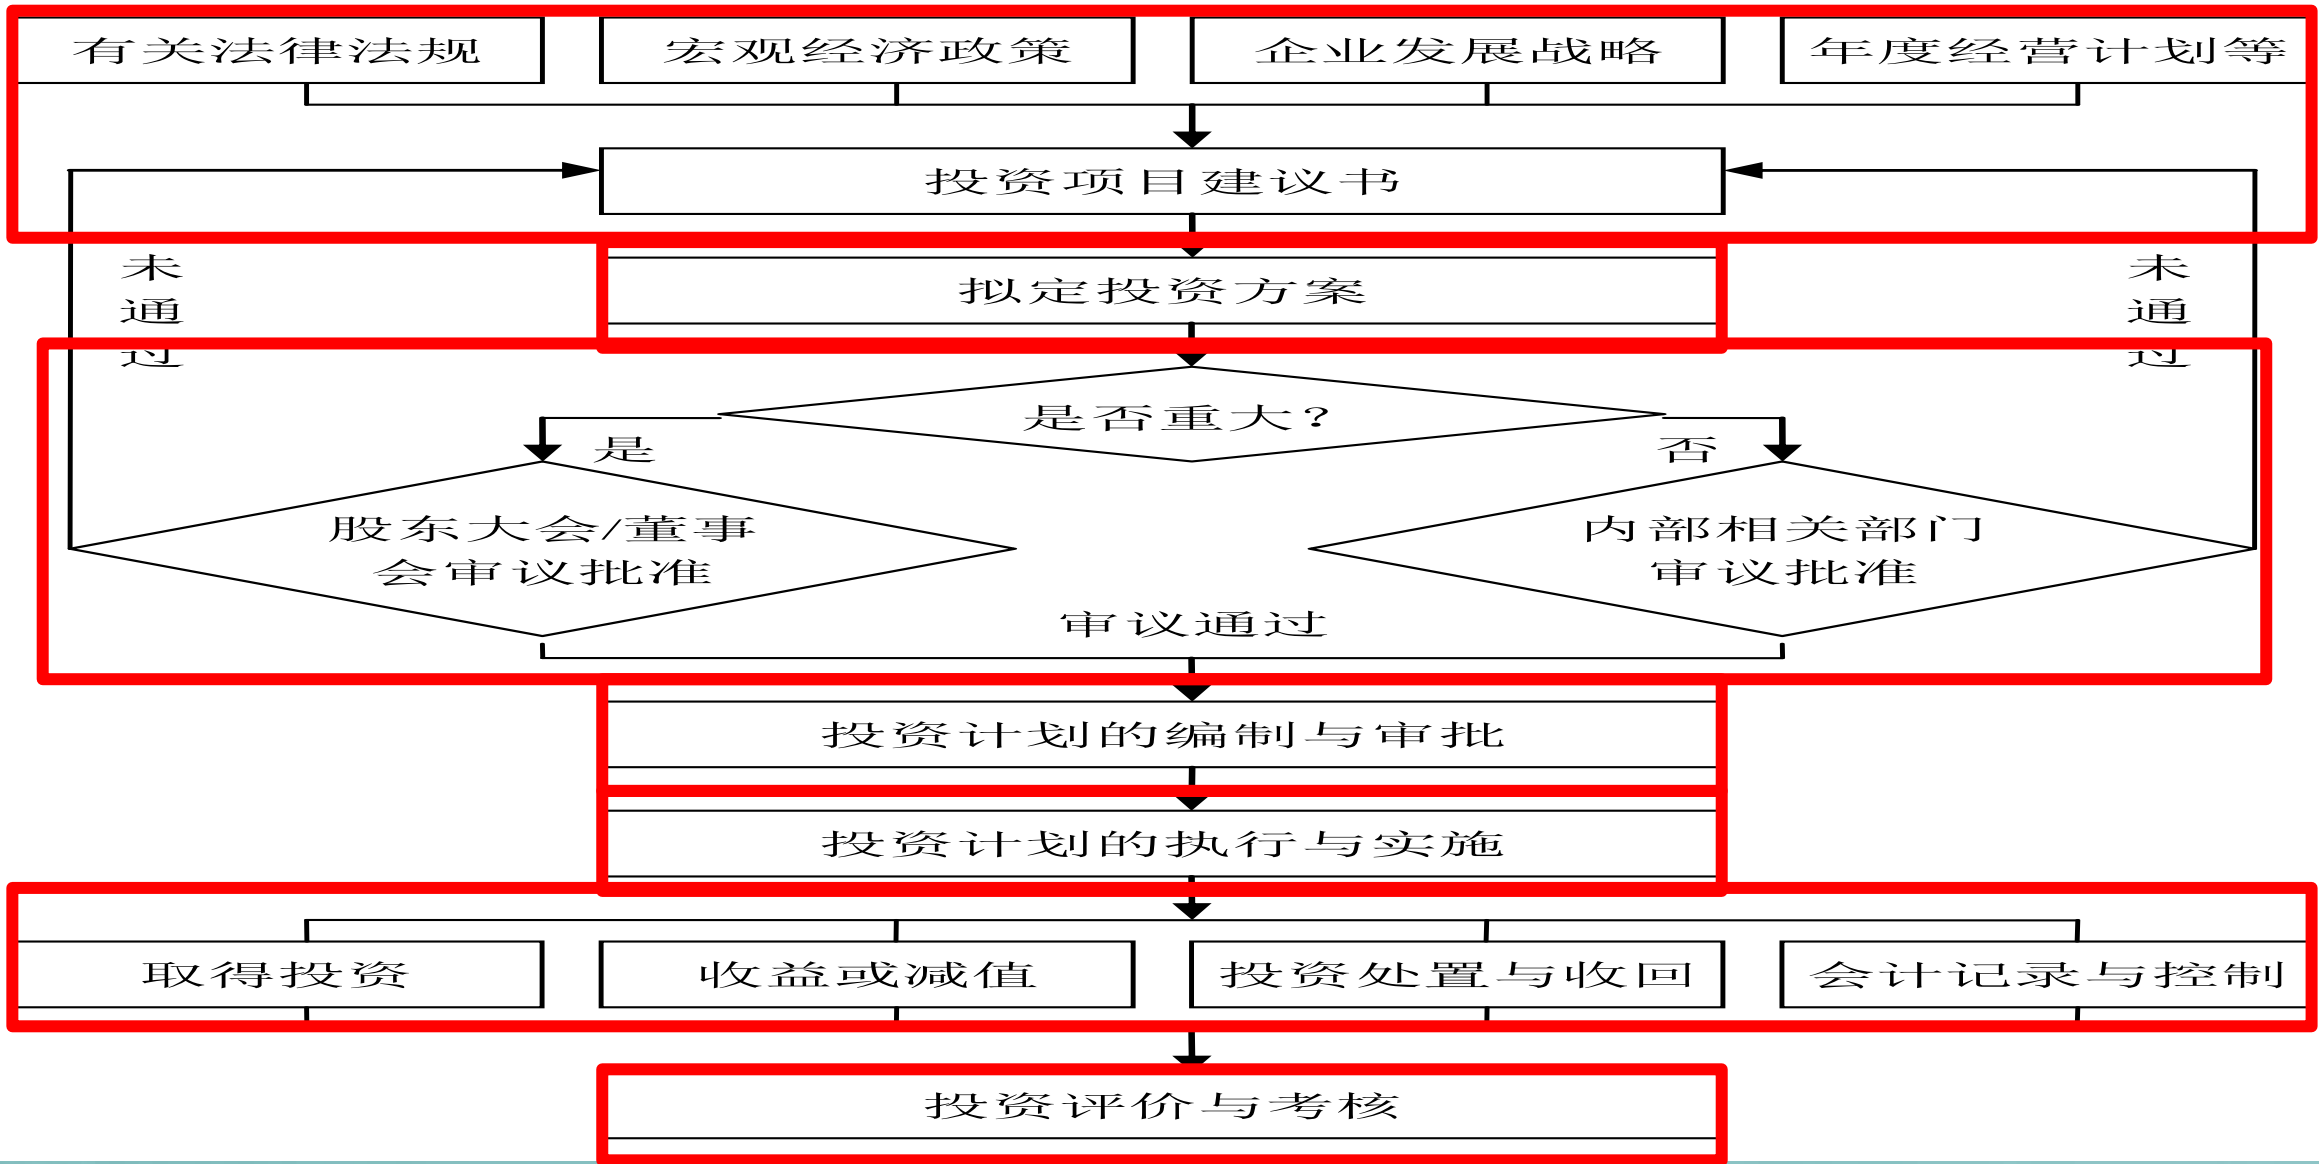 有关法律法规
宏观经济政策
企业发展战略
年度经营计划等
投资项目建议书
未
通
过
未
通
过
拟定投资方案
是否重大?
是
否
股东大会/董事
会审议批准
内部相关部门
审议批准
审议通过
投资计划的编制与审批
投资计划的执行与实施
取得投资
收益或减值
投资处置与收回
会计记录与控制
投资评价与考核